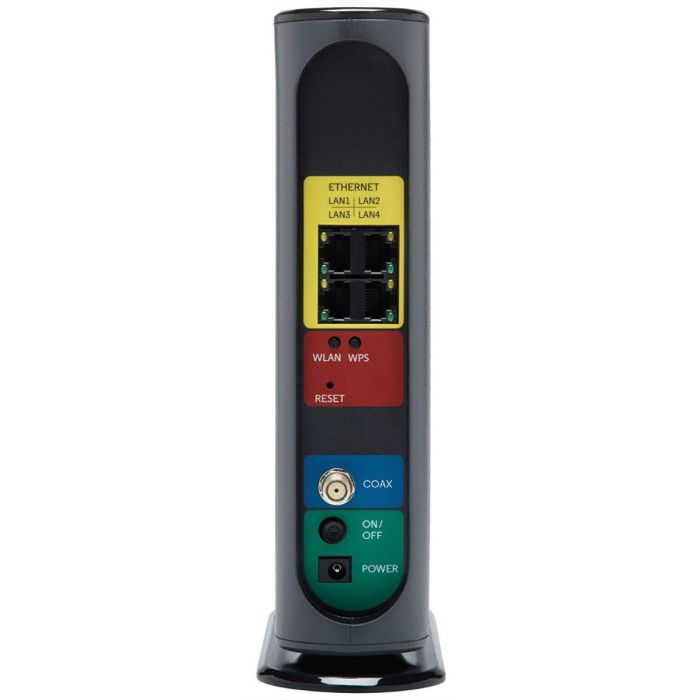 ETHERNET
LAN1 LAN2
LAN3 LAN4
WLAN WPS
RESET
COAX
ON/
OFF
POWER